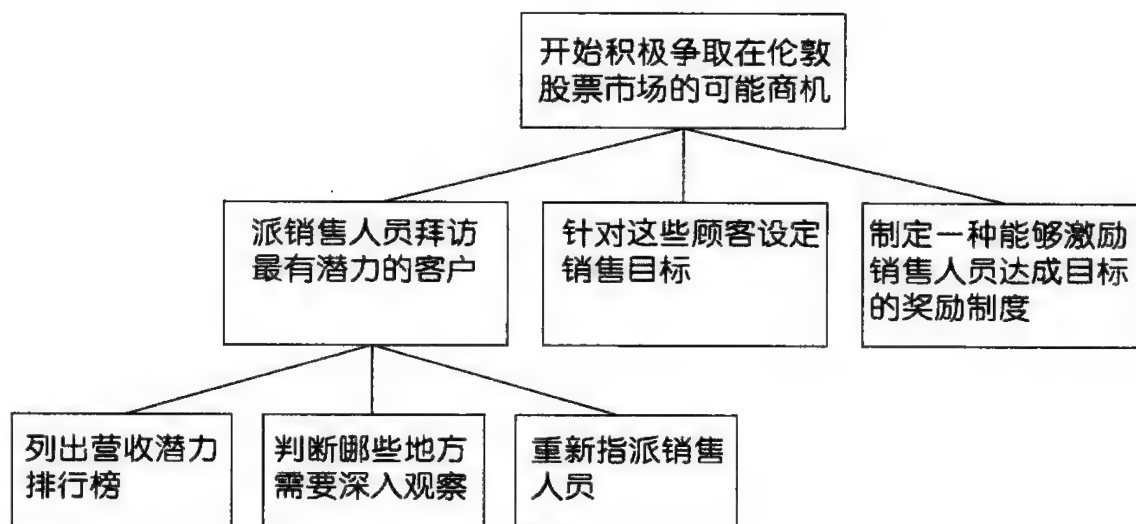 开始积极争取在伦敦
股票市场的可能商机
派销售人员拜访
最有潜力的客户
针对这些顾客设定
销售目标
制定一种能够激励
销售人员达成目标
的奖励制度
列出营收潜力
排行榜
判断哪些地方
需要深入观察
重新指派销售
人员